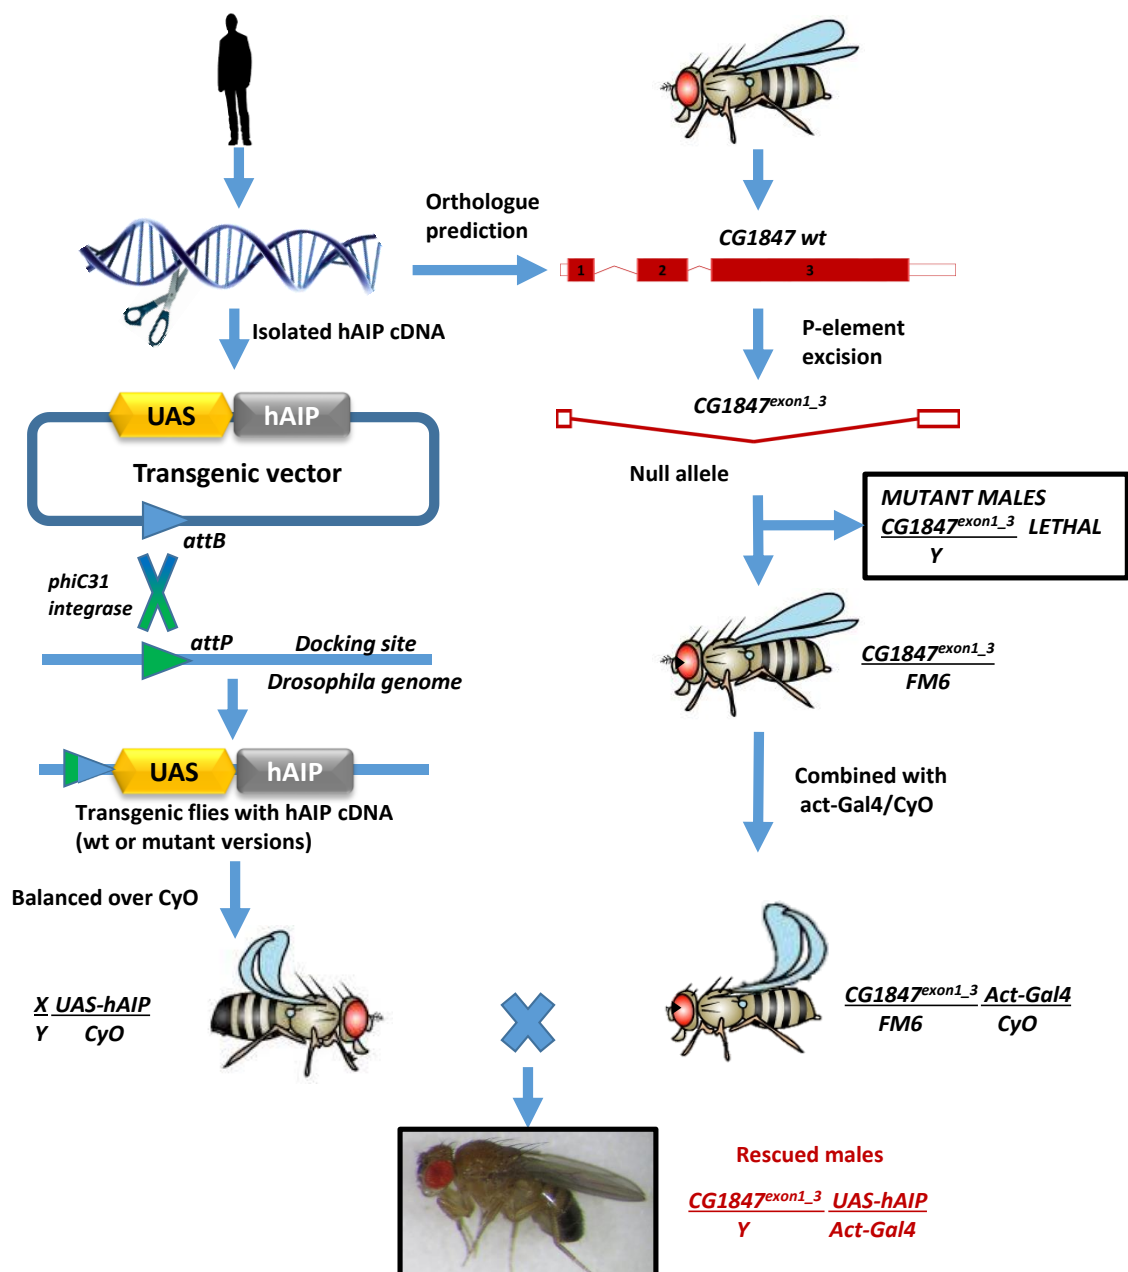 Orthologue
prediction
CG1847 wt
1 2 3
Isolated hAIP cDNA
P-element
excision
UAS hAIP
CG1847exon1_3
Transgenic vector
Null allele
attB
MUTANT MALES
CG1847exon1_3 LETHAL
Y
phiC31
integrase
attP Docking site
Drosophila genome
CG1847exon1_3
FM6
UAS hAIP
Transgenic flies with hAIP cDNA
(wt or mutant versions)
Combined with
act-Gal4/CyO
Balanced over CyO
X UAS-hAIP
Y CyO
CG1847exon1_3 Act-Gal4
FM6 CyO
Rescued males
CG1847exon1_3 UAS-hAIP
Y Act-Gal4